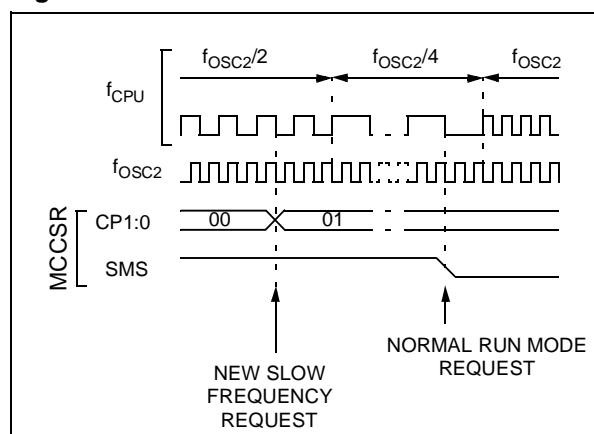 fOSC2/2 fOSC2/4 fOSC2
fCPU
fOSC2
MCCSR
CP1:0 00 01
SMS
NEW SLOW
FREQUENCY
REQUEST
NORMAL RUN MODE
REQUEST